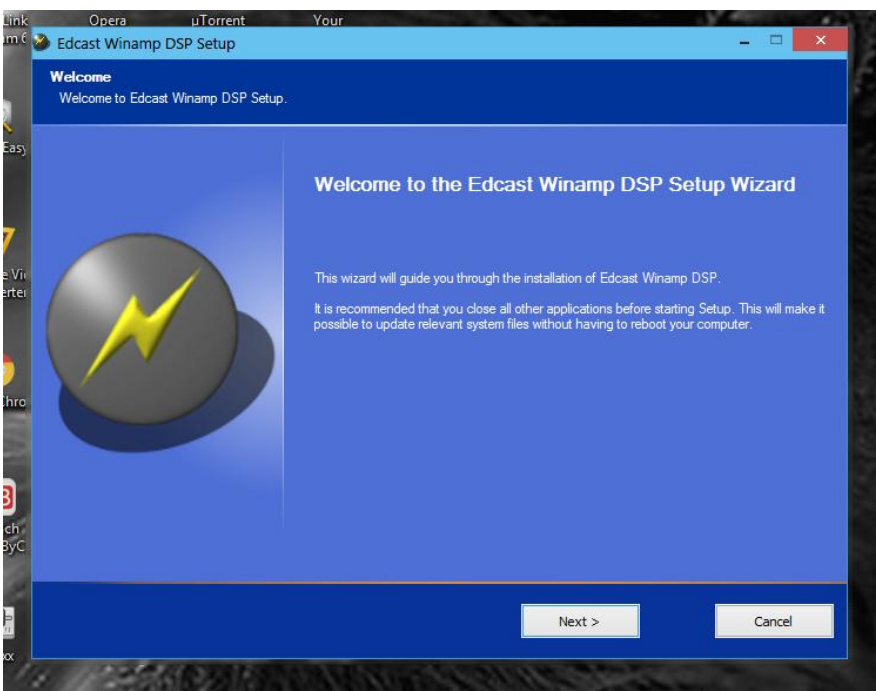 Link Opera µTorrent Your
Edcast Winamp DSP Setup
Welcome
Welcome to Edcast Winamp DSP Setup.
Easy
Welcome to the Edcast Winamp DSP Setup Wizard
This wizard will guide you through the installation of Edcast Winamp DSP.
It is recommended that you close all other applications before starting Setup. This will make it
possible to update relevant system files without having to reboot your computer.
Next >
Cancel